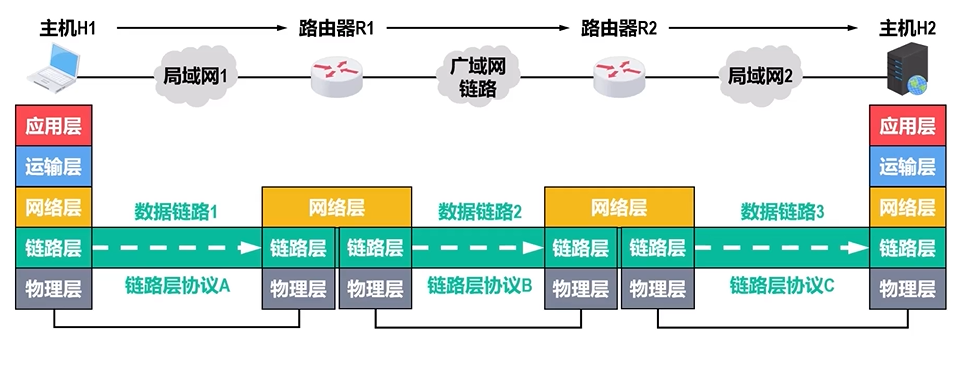 主机H1
路由器R1
路由器R2
主机H2
局域网1
广域网
链路
局域网2
应用层
运输层
网络层
链路层
物理层
数据链路1
链路层协议A
网络层
链路层
链路层
物理层
物理层
数据链路2
链路层协议B
网络层
链路层
链路层
物理层
物理层
数据链路3
链路层协议C
应用层
运输层
网络层
链路层
物理层